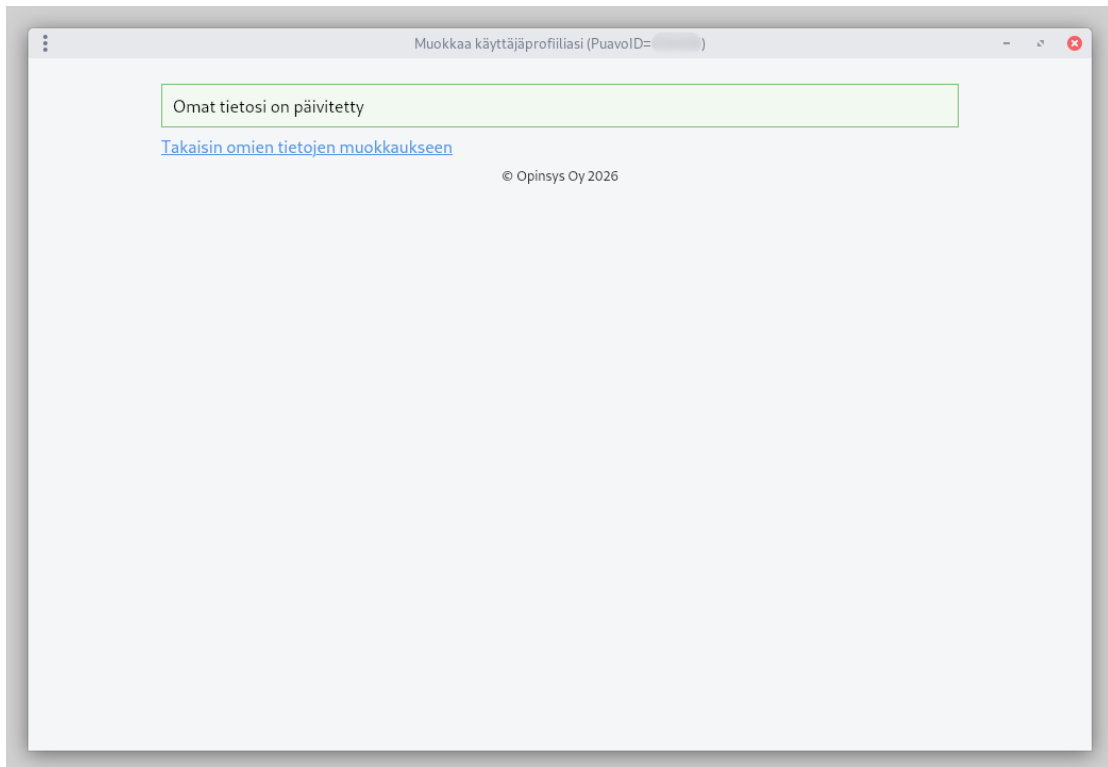 Muokkaa käyttäjäprofiiliasi (PuavoID= )
Omat tietosi on päivitetty
Takaisin omien tietojen muokkaukseen
© Opinsys Oy 2026